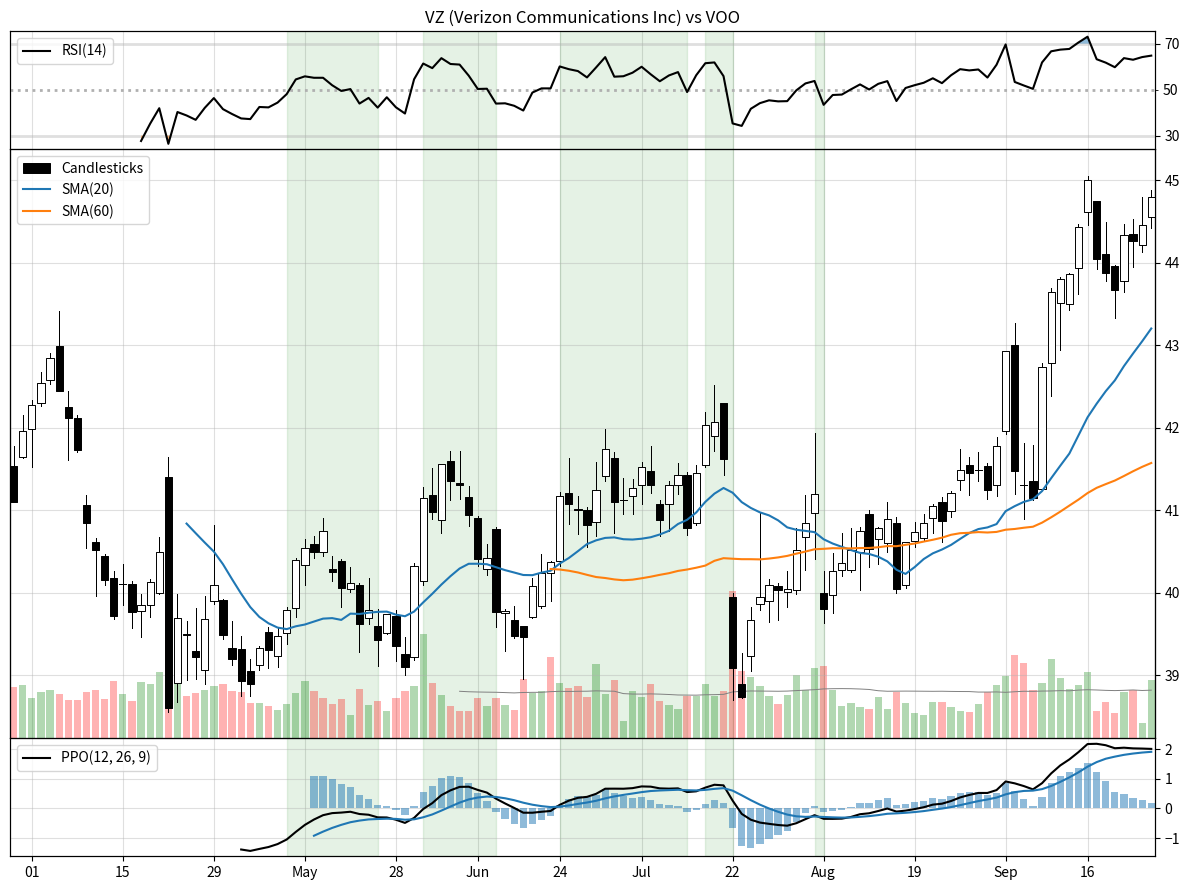 VZ (Verizon Communications Inc) vs VOO
RSI(14)
70
50
30
Candlesticks
SMA(20)
SMA(60)
45
44
43
42
41
40
39
PPO(12, 26, 9)
2
1
0
−1
01 15 29 May 28 Jun 24 Jul 22 Aug 19 Sep 16